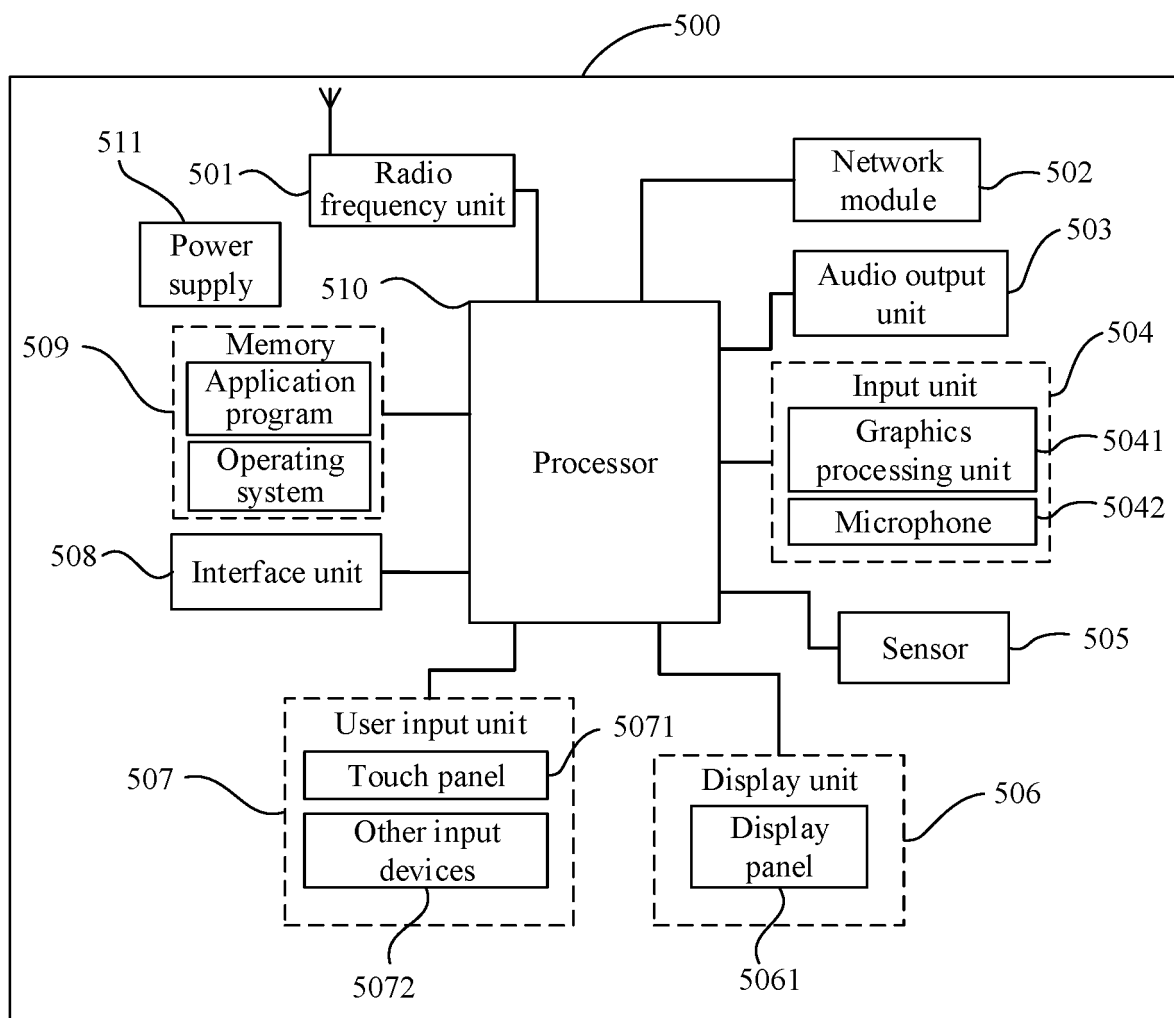 500
511
501
Radio
frequency unit
Network
module
502
Power
supply
510
Audio output
unit
503
509
Memory
Application
program
Operating
system
Processor
504
Input unit
Graphics
processing unit
5041
Microphone
5042
508
Interface unit
Sensor
505
User input unit
5071
507
Touch panel
Other input
devices
5072
Display unit
506
Display
panel
5061